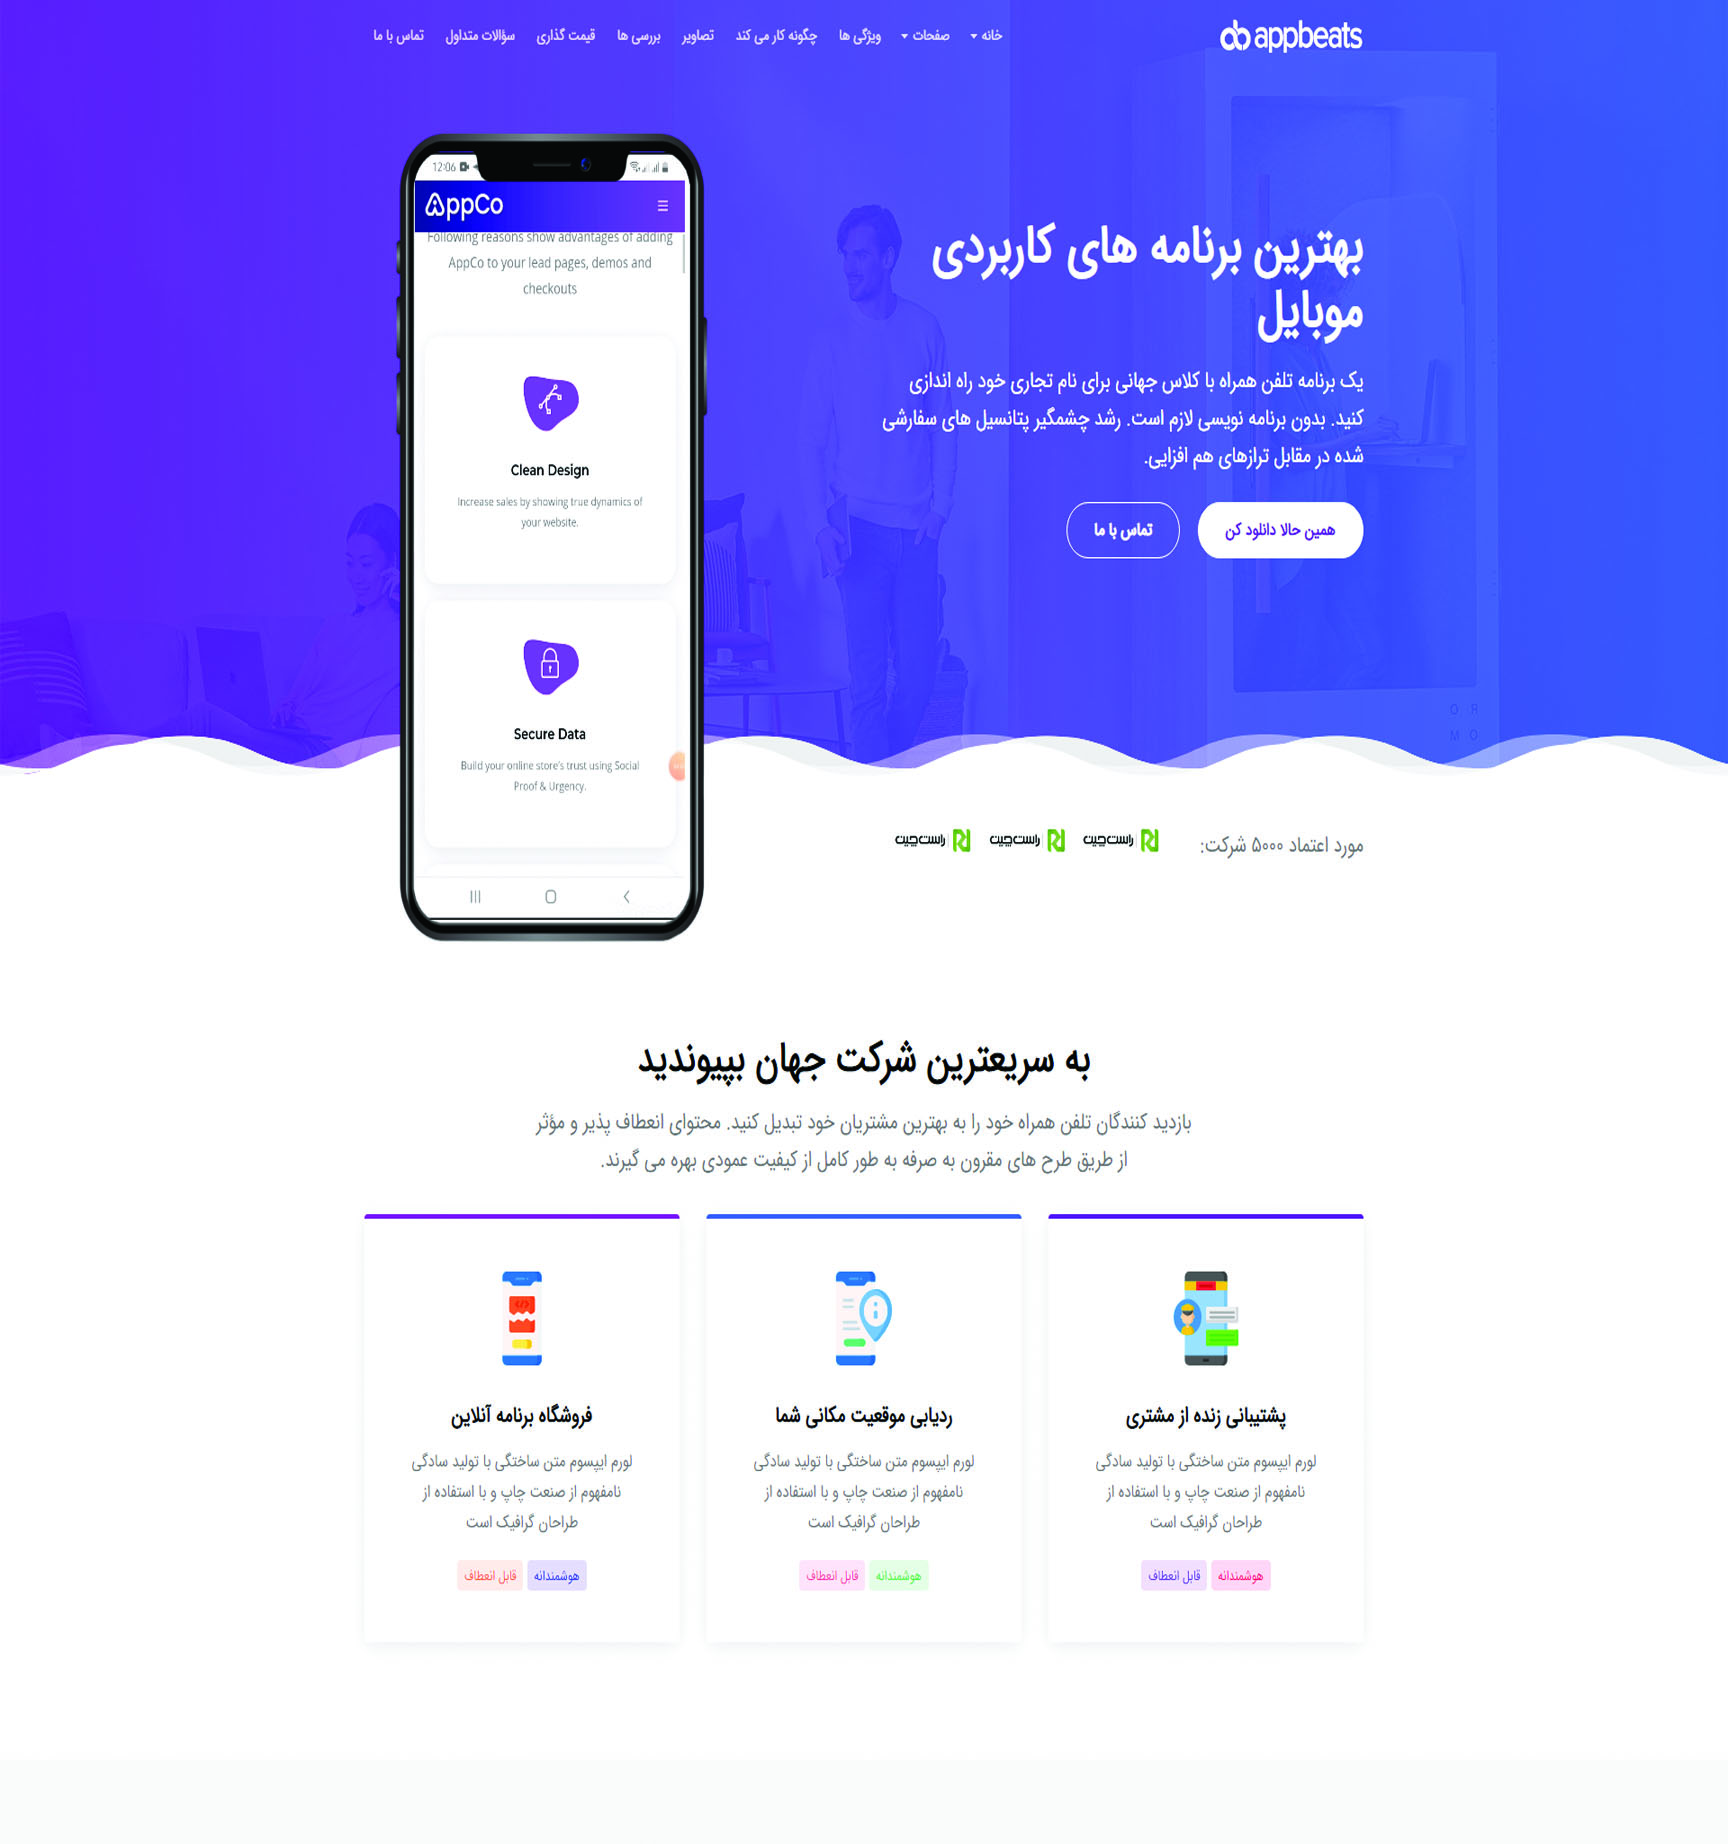 appbeats
خانه
صفحات
ویژگی ها
چگونه کار می کند
تصاویر
بررسی ها
قیمت گذاری
سؤالات متداول
تماس با ما
بهترین برنامه های کاربردی
موبایل
یک برنامه تلفن همراه با کلاس جهانی برای نام تجاری خود راه اندازی
کنید. بدون برنامه نویسی لازم است. رشد چشمگیر پتانسیل های سفارشی
شده در مقابل ترازهای هم افزایی.
همین حالا دانلود کن
تماس با ما
12:06
AppCo
Following reasons show advantages of adding
AppCo to your lead pages, demos and
checkouts
Clean Design
Increase sales by showing true dynamics of
your website.
Secure Data
Build your online store's trust using Social
Proof & Urgency.
مورد اعتماد ۵۰۰۰ شرکت:
راست‌چین
راست‌چین
راست‌چین
به سریعترین شرکت جهان بپیوندید
بازدید کنندگان تلفن همراه خود را به بهترین مشتریان خود تبدیل کنید. محتوای انعطاف پذیر و مؤثر
از طریق طرح های مقرون به صرفه به طور کامل از کیفیت عمودی بهره می گیرند.
پشتیبانی زنده از مشتری
لورم ایپسوم متن ساختگی با تولید سادگی
نامفهوم از صنعت چاپ و با استفاده از
طراحان گرافیک است
هوشمندانه
قابل انعطاف
ردیابی موقعیت مکانی شما
لورم ایپسوم متن ساختگی با تولید سادگی
نامفهوم از صنعت چاپ و با استفاده از
طراحان گرافیک است
هوشمندانه
قابل انعطاف
فروشگاه برنامه آنلاین
لورم ایپسوم متن ساختگی با تولید سادگی
نامفهوم از صنعت چاپ و با استفاده از
طراحان گرافیک است
هوشمندانه
قابل انعطاف